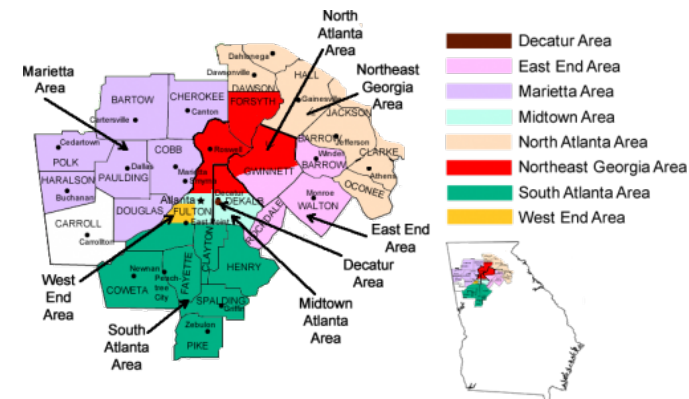 North
Atlanta
Area
Marietta
Area
Northeast
Georgia
Area
Dahlonega
Dawsonville
DAWSON
HALL
FORSYTH
Gainesville
JACKSON
BARTOW
CHEROKEE
Cartersville
Canton
BARROW
Jefferson
Winder
BARROW
CLARKE
Athens
OCONEE
Cedartown
POLK
COBB
Roswell
GWINNETT
HARALSON
Buchanan
Dallas
PAULDING
Marietta
Smyrna
Monroe
WALTON
CARROLL
Carrollton
DOUGLAS
Atlanta
FULTON
East Point
Decatur
DEKALB
ROCKDALE
East End
Area
Decatur
Area
West
End
Area
Newnan
COWETA
Peach-
tree
City
FAYETTE
CLAYTON
HENRY
SPALDING
Griffin
Midtown
Atlanta
Area
South
Atlanta
Area
Zebulon
PIKE
Decatur Area
East End Area
Marietta Area
Midtown Area
North Atlanta Area
Northeast Georgia Area
South Atlanta Area
West End Area